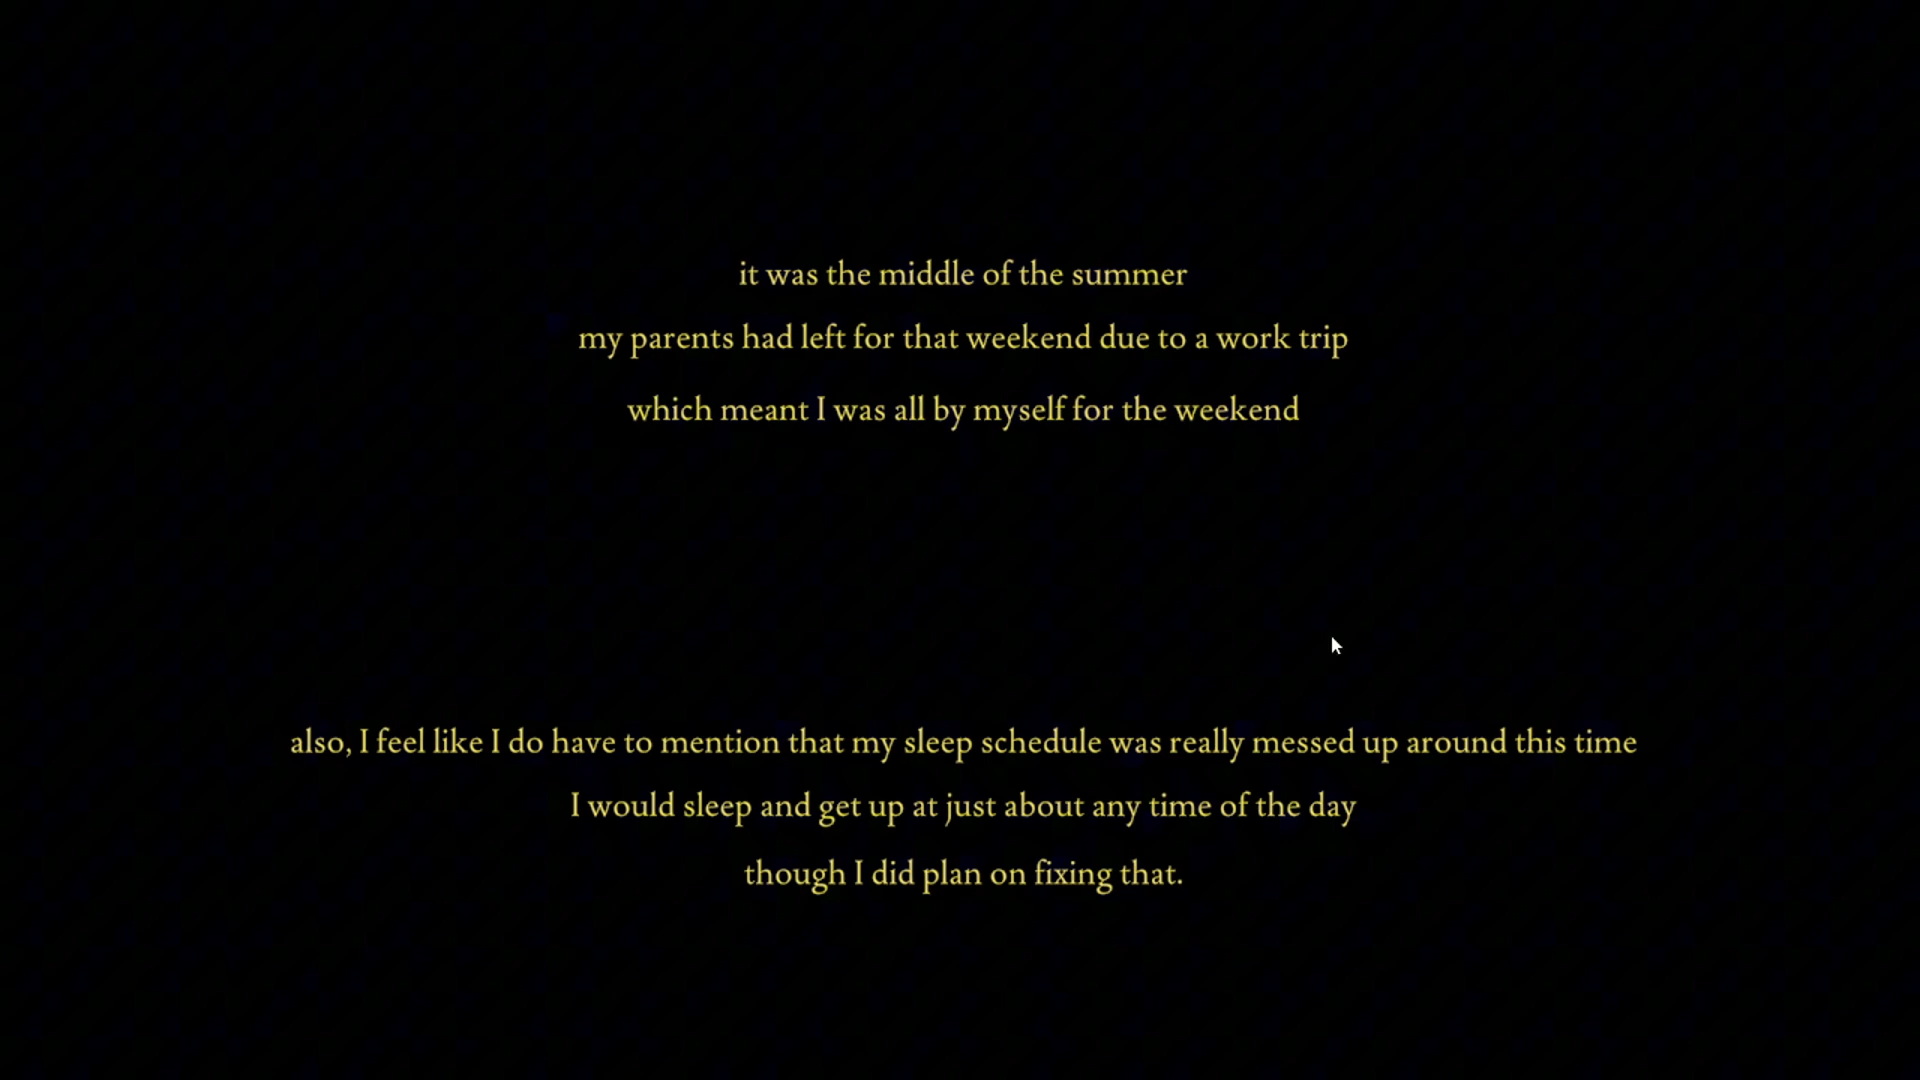 it was the middle of the summer
my parents had left for that weekend due to a work trip
which meant I was all by myself for the weekend
also, I feel like I do have to mention that my sleep schedule was really messed up around this time
I would sleep and get up at just about any time of the day
though I did plan on fixing that.